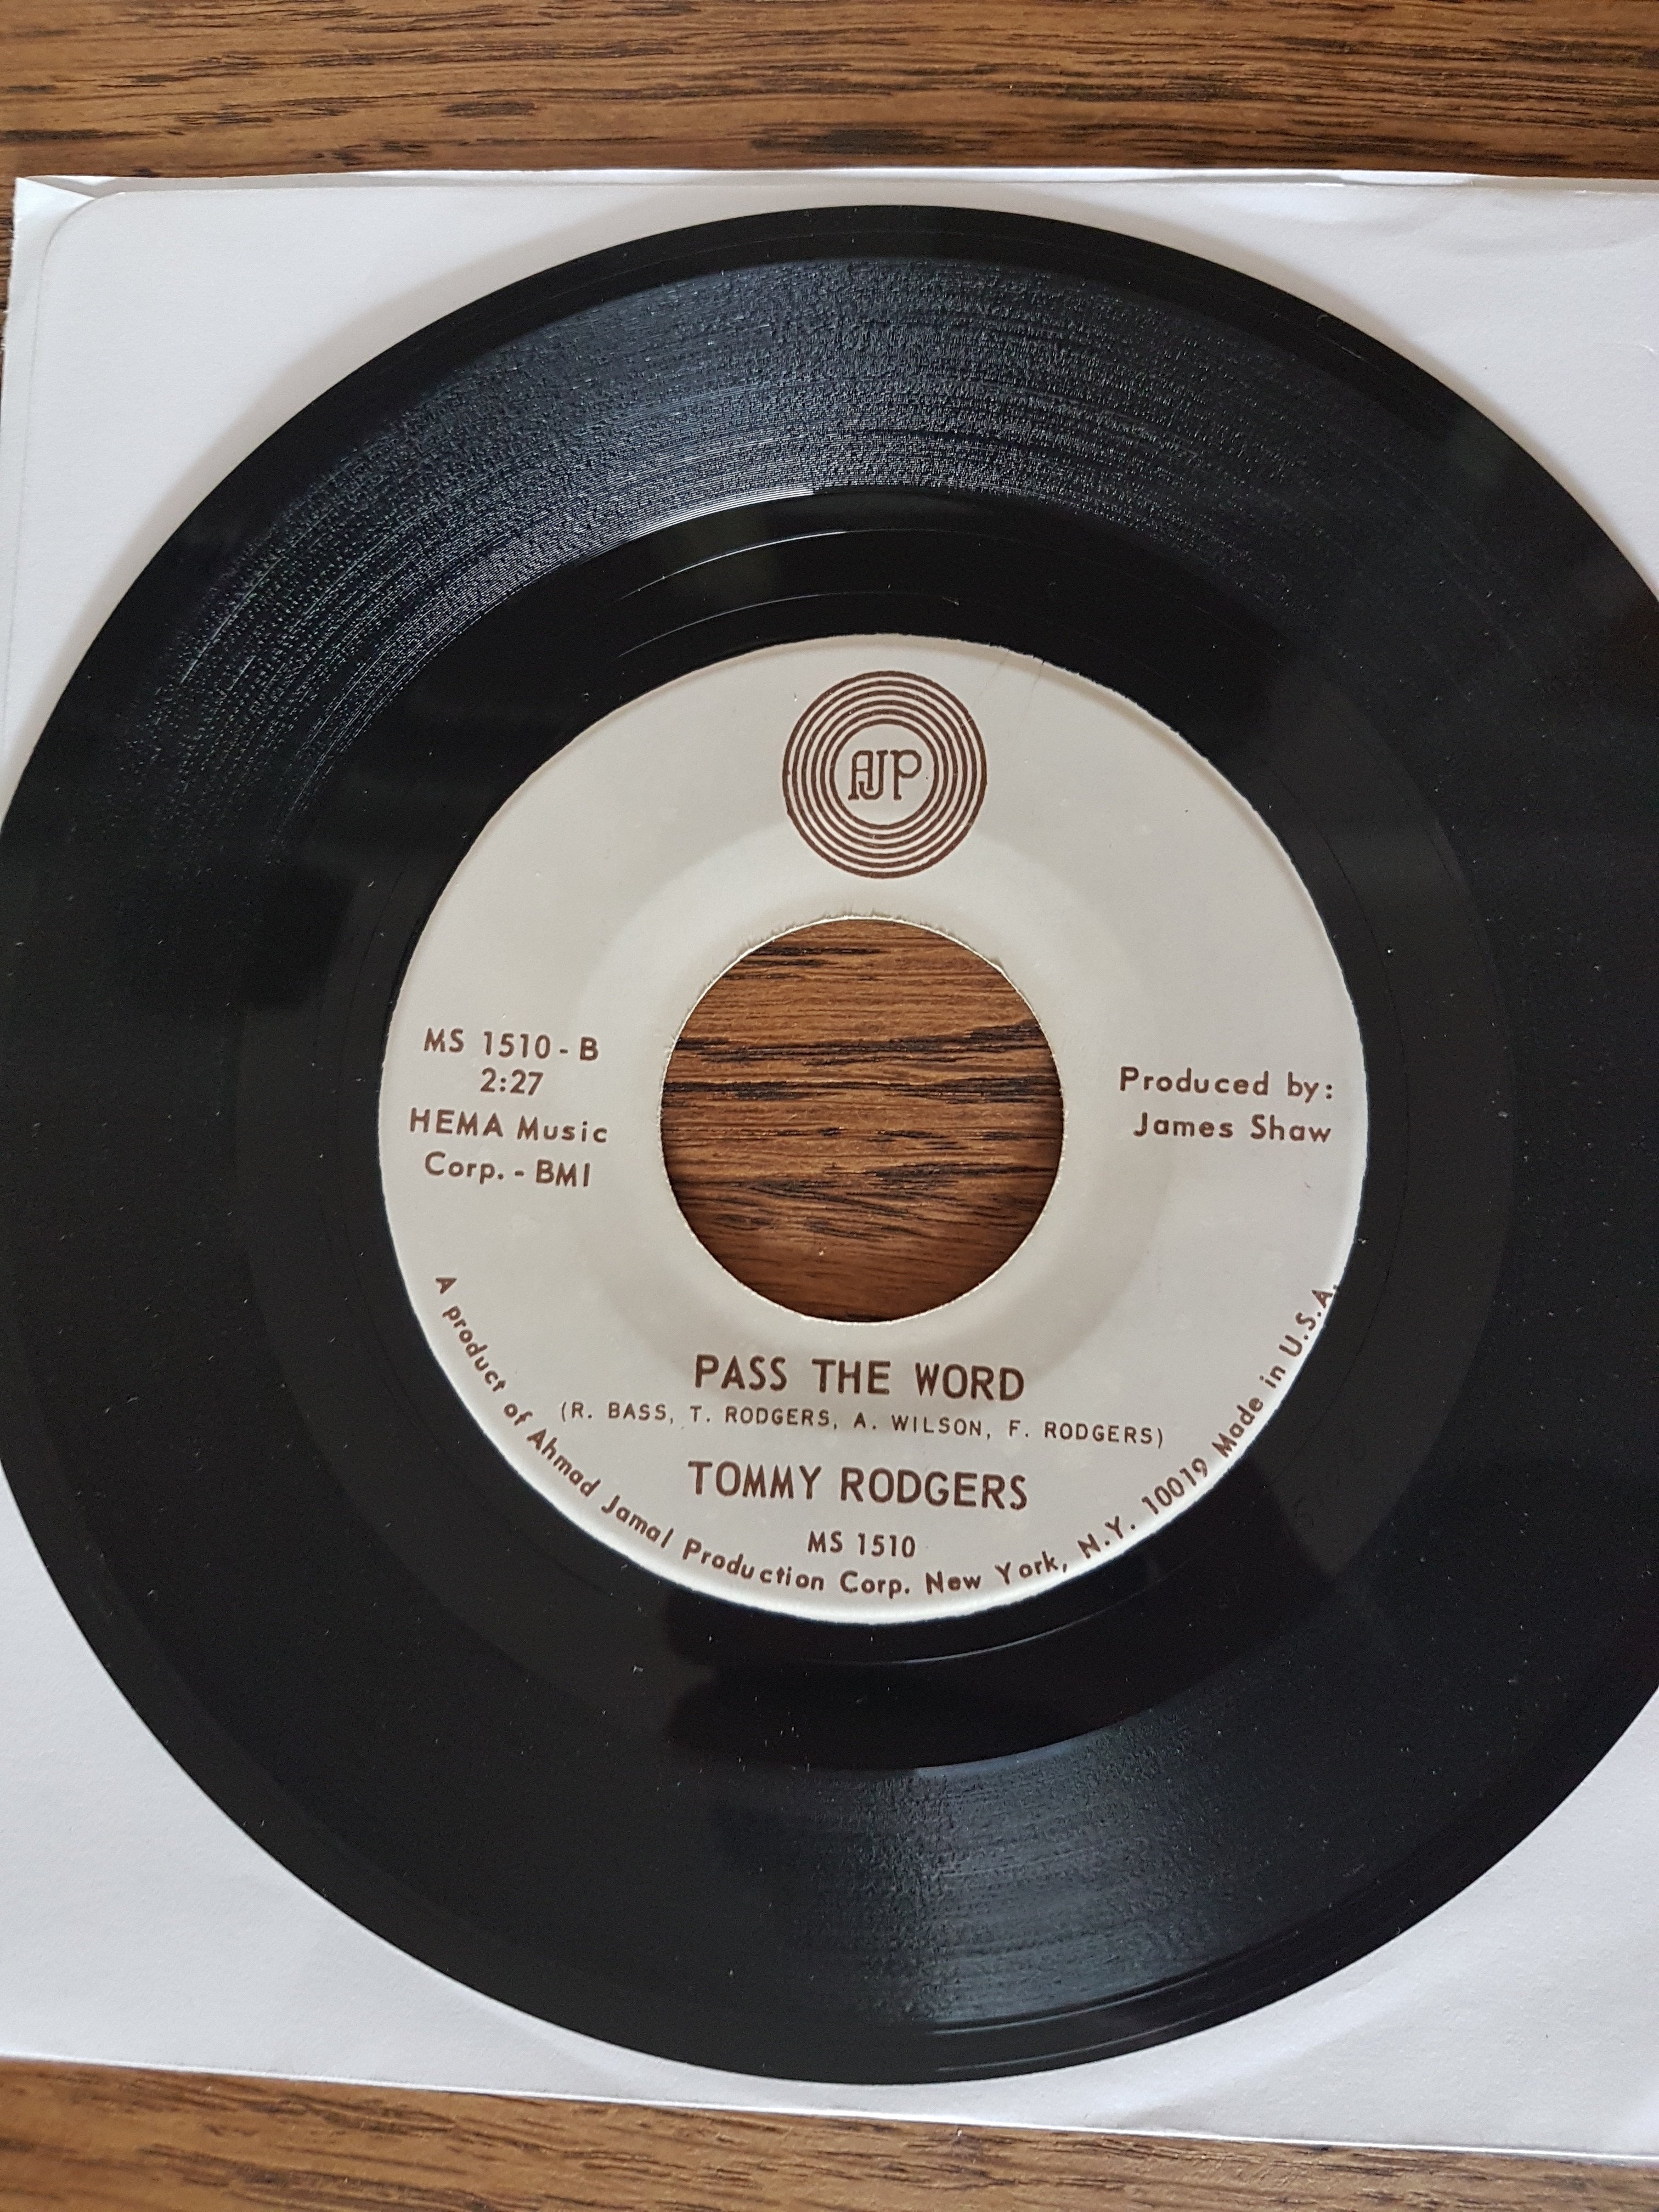 AJP
MS 1510 - B
2:27
HEMA Music
Corp. - BMI
Produced by:
James Shaw
PASS THE WORD
(R. BASS, T. RODGERS, A. WILSON, F. RODGERS)
TOMMY RODGERS
MS 1510
A product of Ahmad Jamal Production Corp. New York, N.Y. 10019 Made in U.S.A.